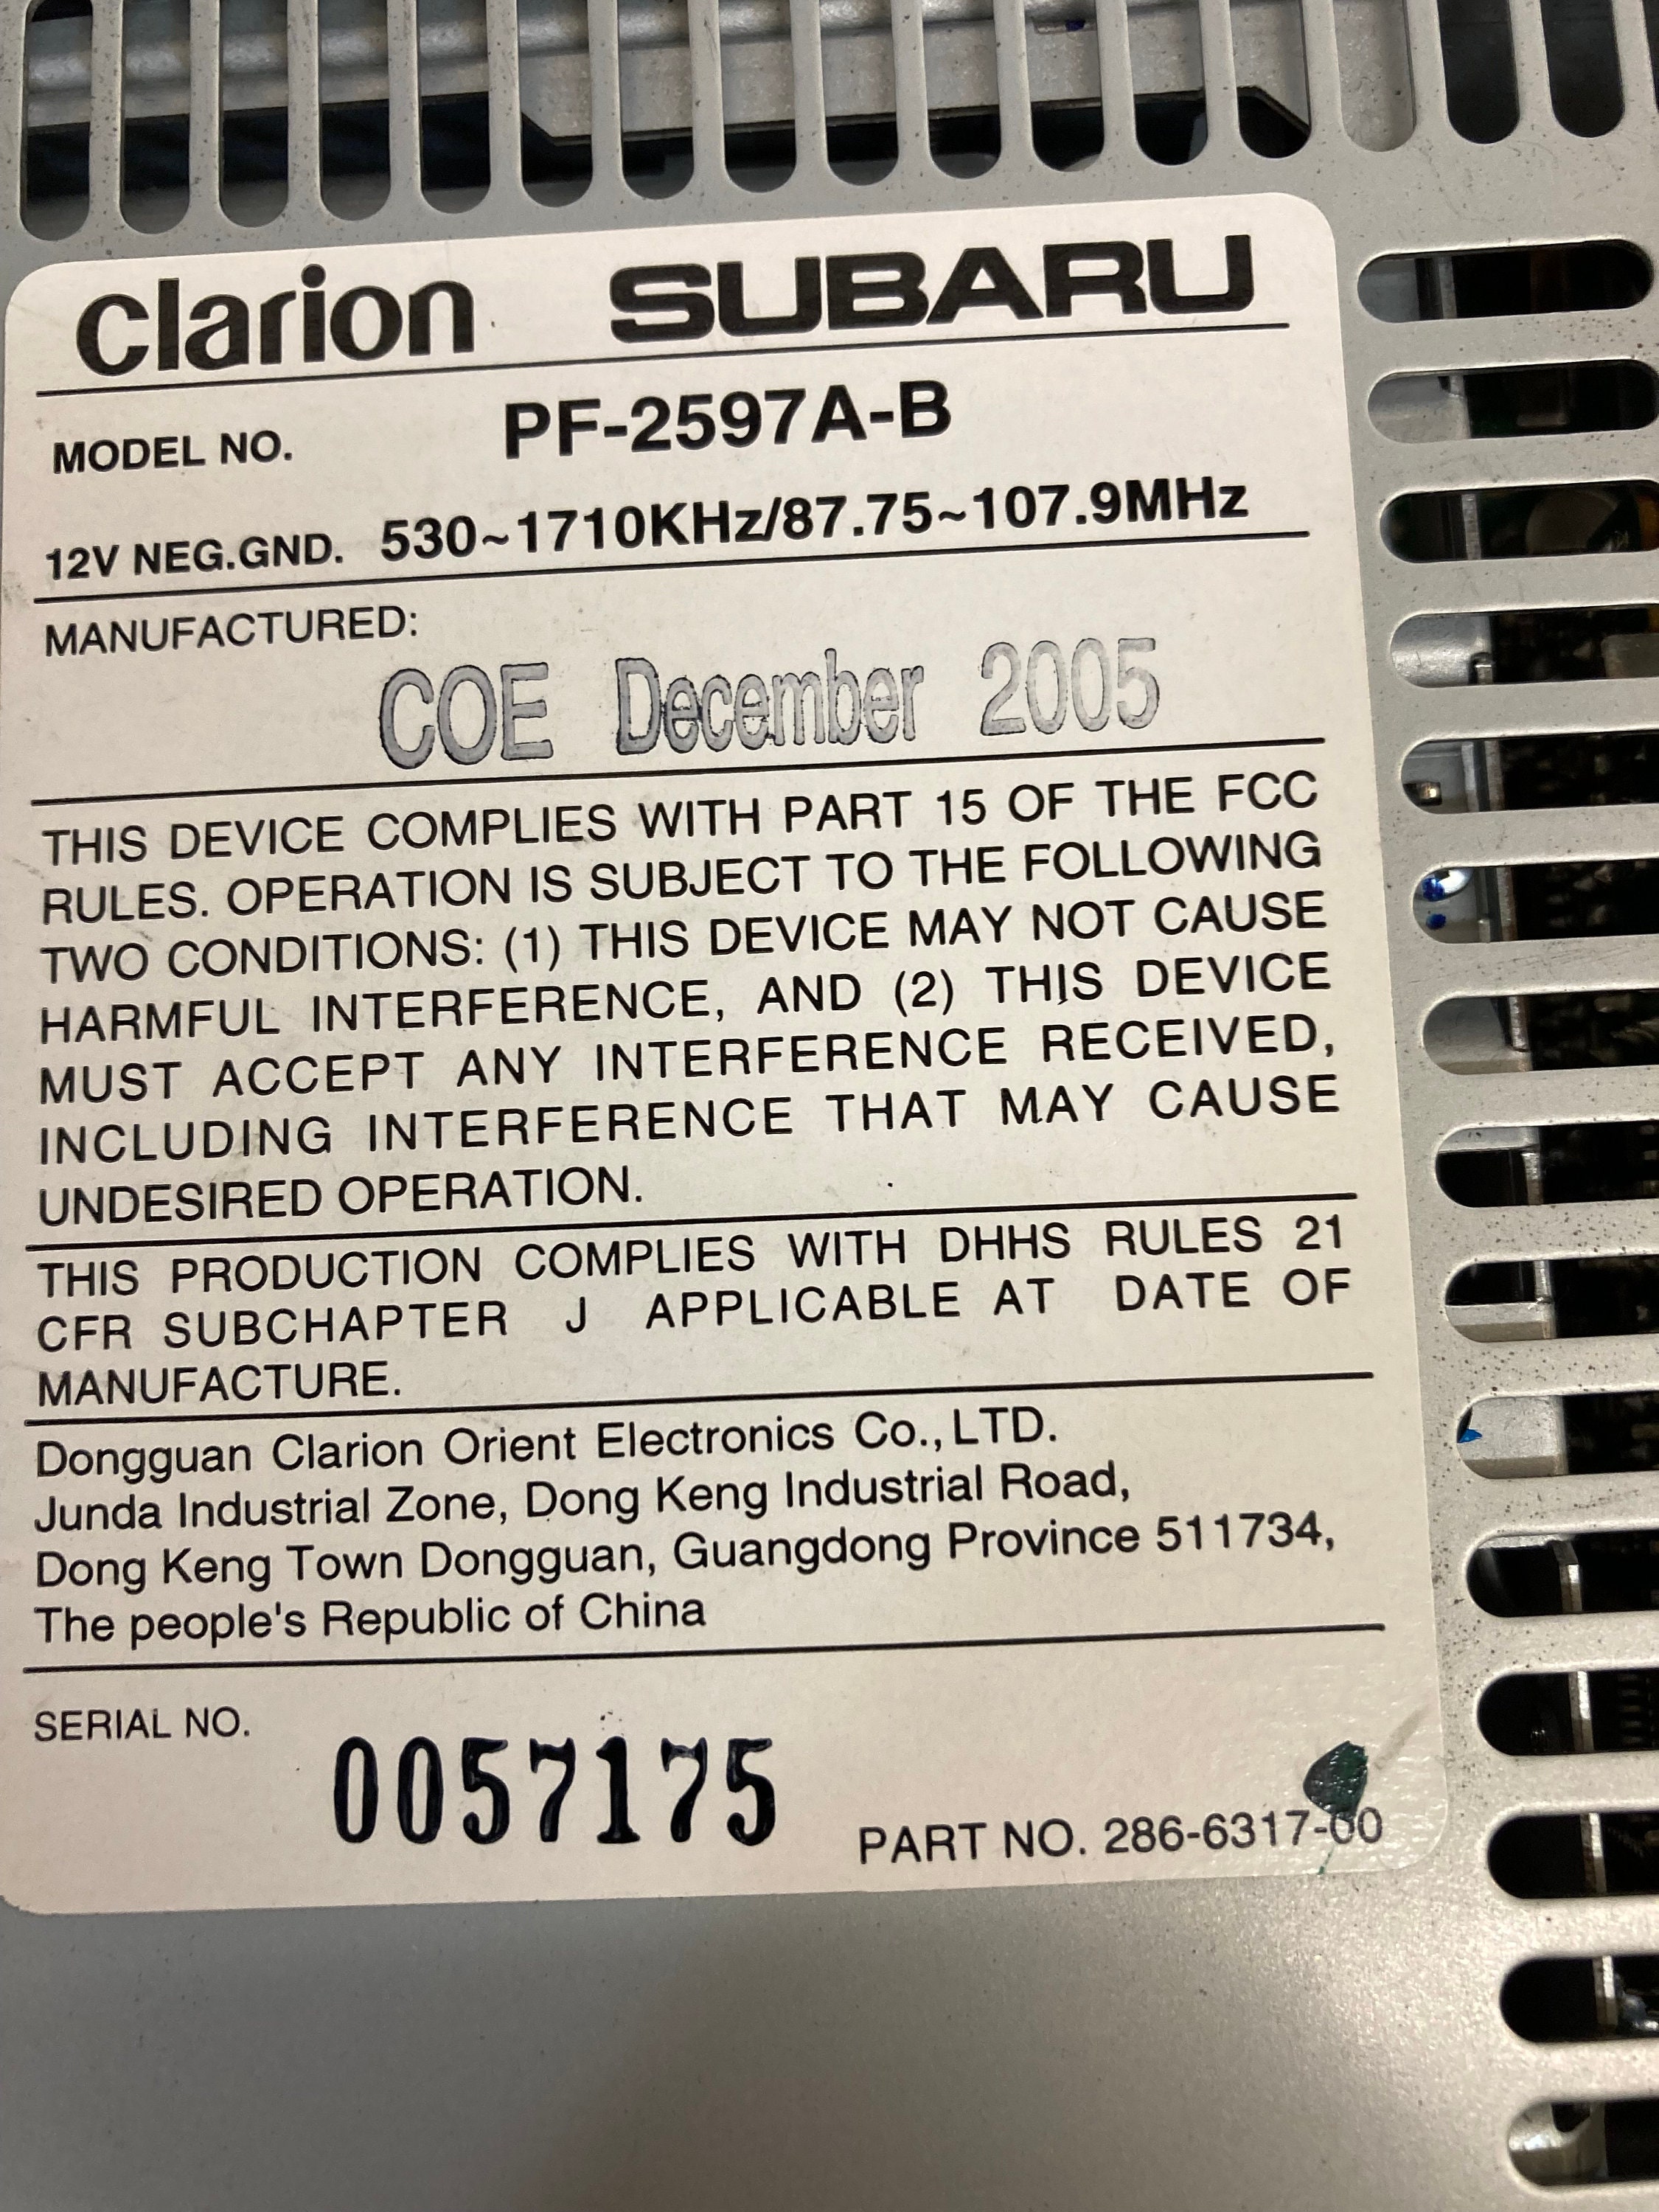 clarion SUBARU
MODEL NO. PF-2597A-B
12V NEG.GND. 530~1710KHz/87.75~107.9MHz
MANUFACTURED:
COE December 2005
THIS DEVICE COMPLIES WITH PART 15 OF THE FCC
RULES. OPERATION IS SUBJECT TO THE FOLLOWING
TWO CONDITIONS: (1) THIS DEVICE MAY NOT CAUSE
HARMFUL INTERFERENCE, AND (2) THIS DEVICE
MUST ACCEPT ANY INTERFERENCE RECEIVED,
INCLUDING INTERFERENCE THAT MAY CAUSE
UNDESIRED OPERATION.
THIS PRODUCTION COMPLIES WITH DHHS RULES 21
CFR SUBCHAPTER J APPLICABLE AT DATE OF
MANUFACTURE.
Dongguan Clarion Orient Electronics Co.,LTD.
Junda Industrial Zone, Dong Keng Industrial Road,
Dong Keng Town Dongguan, Guangdong Province 511734,
The people's Republic of China
SERIAL NO. 0057175
PART NO. 286-6317-00